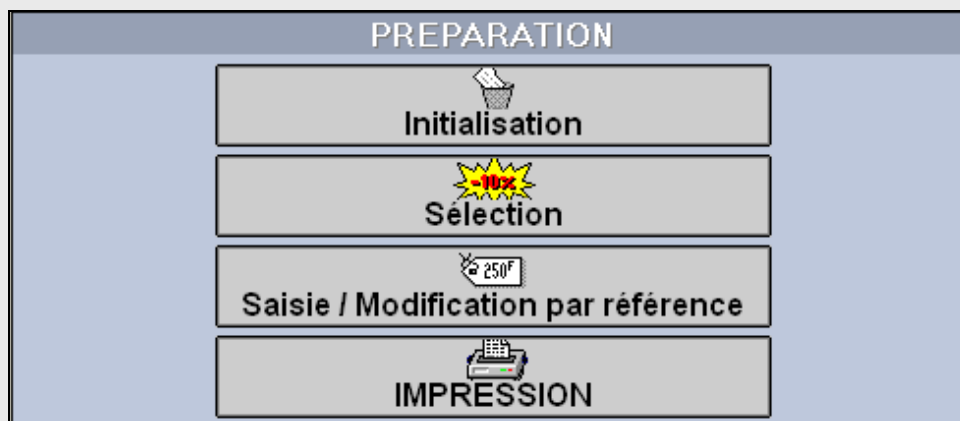 PREPARATION
Initialisation
-10%
Sélection
250F
Saisie / Modification par référence
IMPRESSION